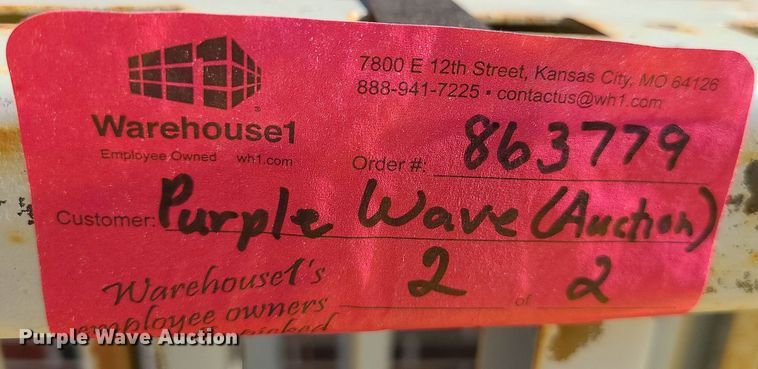 7800 E 12th Street, Kansas City, MO 64126
888-941-7225 • contactus@wh1.com
Warehouse1
Employee Owned wh1.com
Order #: 863779
Customer: Purple Wave (Auction)
Warehouse1's
employee owners
2 of 2
picked
Purple Wave Auction